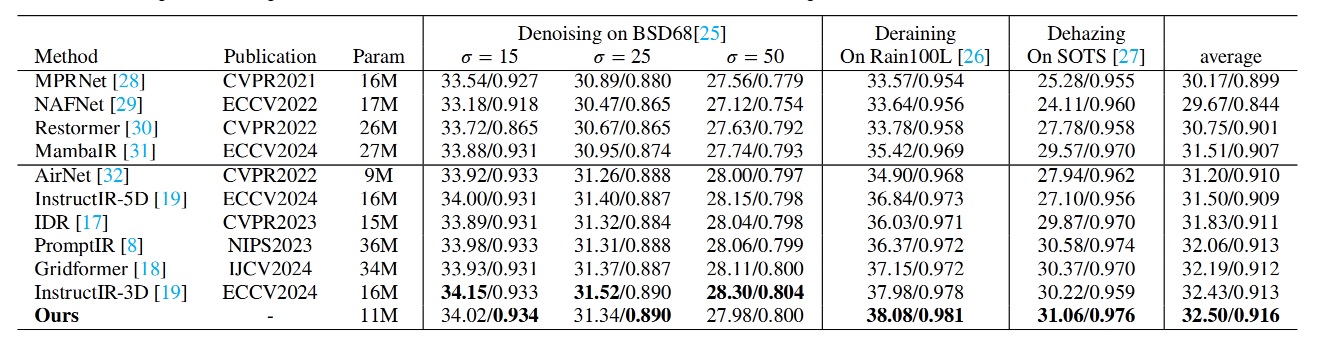 Method Publication Param Denoising on BSD68[25] Deraining Dehazing average
σ = 15 σ = 25 σ = 50 On Rain100L [26] On SOTS [27]
MPRNet [28] CVPR2021 16M 33.54/0.927 30.89/0.880 27.56/0.779 33.57/0.954 25.28/0.955 30.17/0.899
NAFNet [29] ECCV2022 17M 33.18/0.918 30.47/0.865 27.12/0.754 33.64/0.956 24.11/0.960 29.67/0.844
Restormer [30] CVPR2022 26M 33.72/0.865 30.67/0.865 27.63/0.792 33.78/0.958 27.78/0.958 30.75/0.901
MambaIR [31] ECCV2024 27M 33.88/0.931 30.95/0.874 27.74/0.793 35.42/0.969 29.57/0.970 31.51/0.907
AirNet [32] CVPR2022 9M 33.92/0.933 31.26/0.888 28.00/0.797 34.90/0.968 27.94/0.962 31.20/0.910
InstructIR-5D [19] ECCV2024 16M 34.00/0.931 31.40/0.887 28.15/0.798 36.84/0.973 27.10/0.956 31.50/0.909
IDR [17] CVPR2023 15M 33.89/0.931 31.32/0.884 28.04/0.798 36.03/0.971 29.87/0.970 31.83/0.911
PromptIR [8] NIPS2023 36M 33.98/0.933 31.31/0.888 28.06/0.799 36.37/0.972 30.58/0.974 32.06/0.913
Gridformer [18] IJCV2024 34M 33.93/0.931 31.37/0.887 28.11/0.800 37.15/0.972 30.37/0.970 32.19/0.912
InstructIR-3D [19] ECCV2024 16M 34.15/0.933 31.52/0.890 28.30/0.804 37.98/0.978 30.22/0.959 32.43/0.913
Ours - 11M 34.02/0.934 31.34/0.890 27.98/0.800 38.08/0.981 31.06/0.976 32.50/0.916